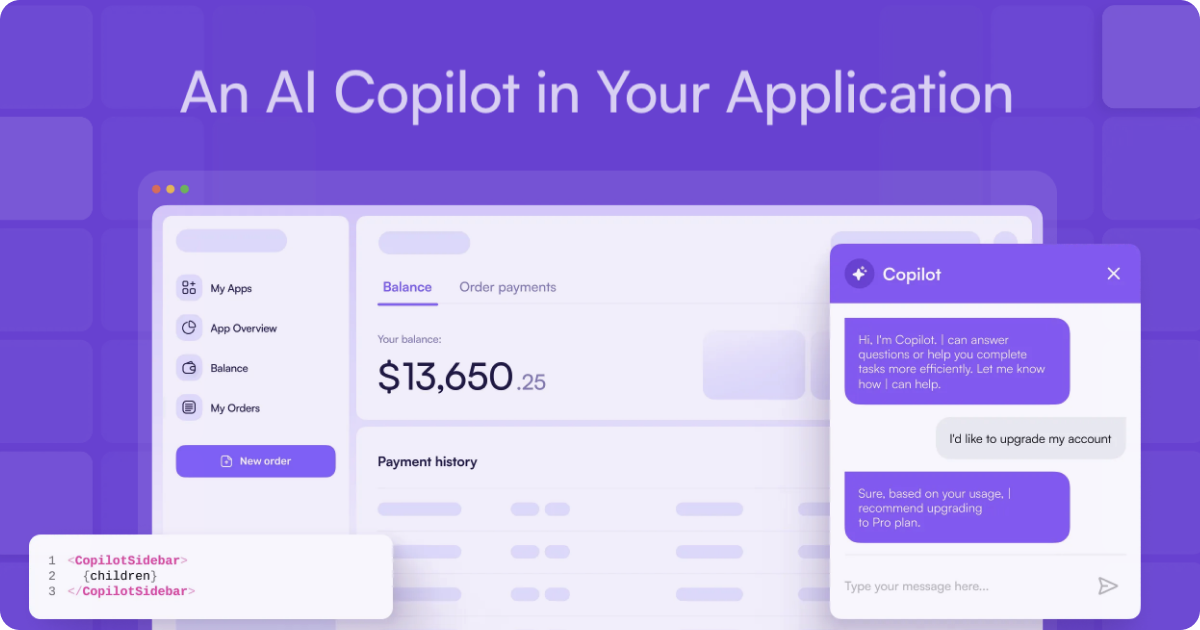 An AI Copilot in Your Application
My Apps
App Overview
Balance
My Orders
New order
Balance Order payments
Your balance:
$13,650.25
Payment history
Copilot
Hi, I'm Copilot. | can answer
questions or help you complete
tasks more efficiently. Let me know
how | can help.
I'd like to upgrade my account
Sure, based on your usage, |
recommend upgrading
to Pro plan.
Type your message here...
1 <CopilotSidebar>
2 {children}
3 </CopilotSidebar>